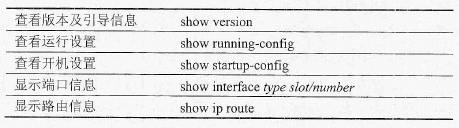 查看版本及引导信息 show version
查看运行设置 show running-config
查看开机设置 show startup-config
显示端口信息 show interface type slot/number
显示路由信息 show ip route